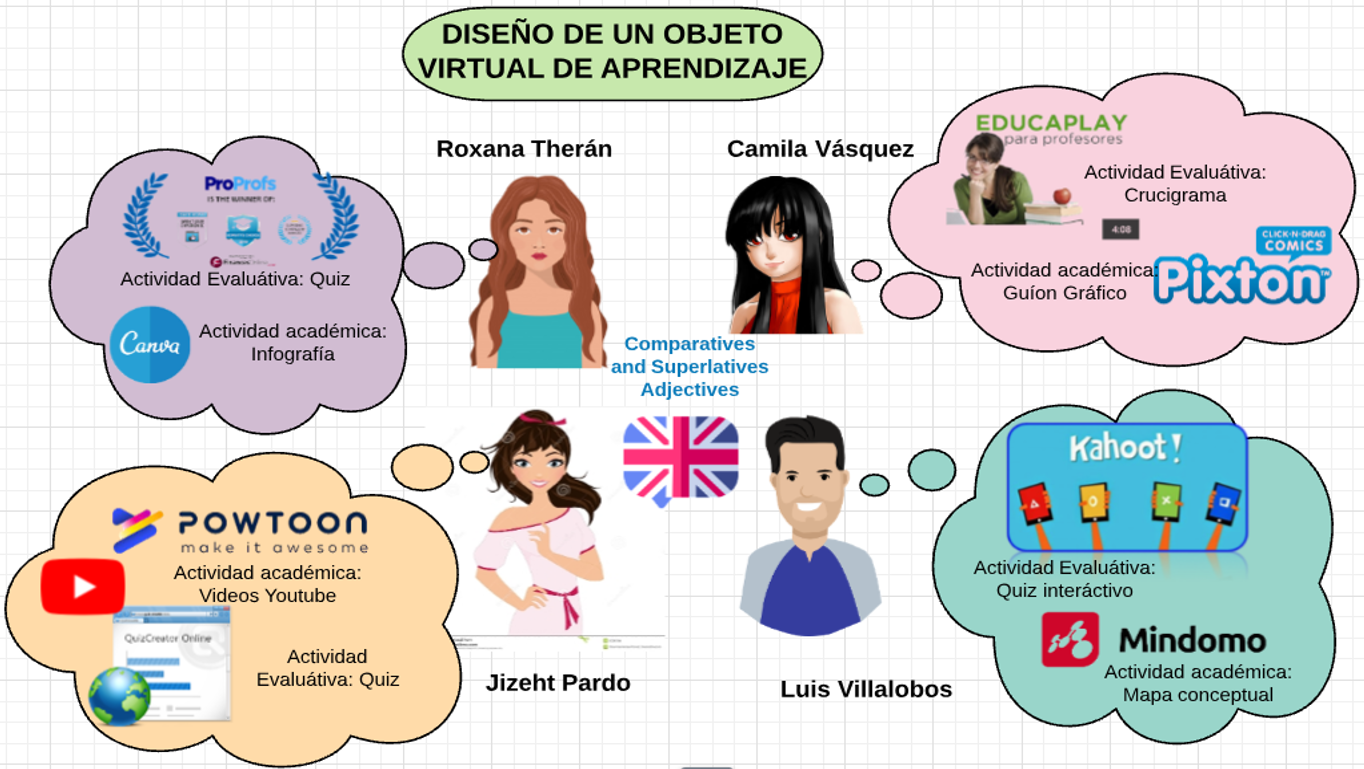 DISEÑO DE UN OBJETO
VIRTUAL DE APRENDIZAJE
Roxana Therán
Camila Vásquez
ProProfs
IS THE WINNER OF:
Actividad Evaluátiva: Quiz
Canva
Actividad académica:
Infografía
EDUCAPLAY
para profesores
Actividad Evaluátiva:
Crucigrama
4:08
CLICK-N-DRAG
COMICS
Pixton
Actividad académica:
Guíon Gráfico
Comparatives
and Superlatives
Adjectives
POWTOON
make it awesome
Actividad académica:
Videos Youtube
QuizCreator Online
Actividad
Evaluátiva: Quiz
Jizeht Pardo
Kahoot!
Actividad Evaluátiva:
Quiz interáctivo
Mindomo
Actividad académica:
Mapa conceptual
Luis Villalobos